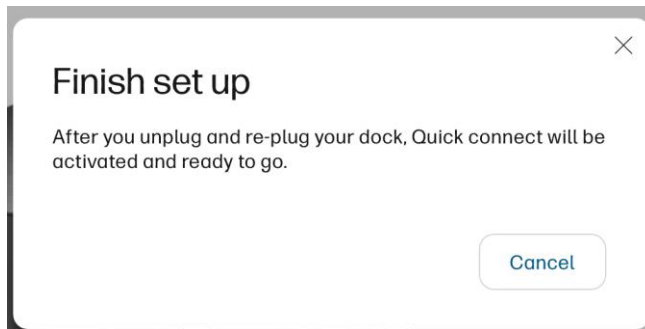 Finish set up
After you unplug and re-plug your dock, Quick connect will be
activated and ready to go.
Cancel